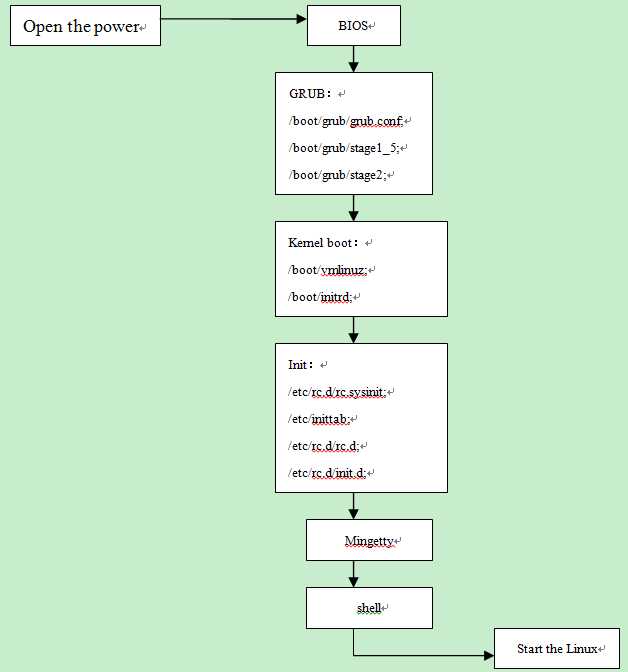 Open the power
BIOS
GRUB：
/boot/grub/grub.conf;
/boot/grub/stage1_5;
/boot/grub/stage2;
Kernel boot：
/boot/vmlinuz;
/boot/initrd;
Init：
/etc/rc.d/rc.sysinit;
/etc/inittab;
/etc/rc.d/rc.d;
/etc/rc.d/init.d;
Mingetty
shell
Start the Linux